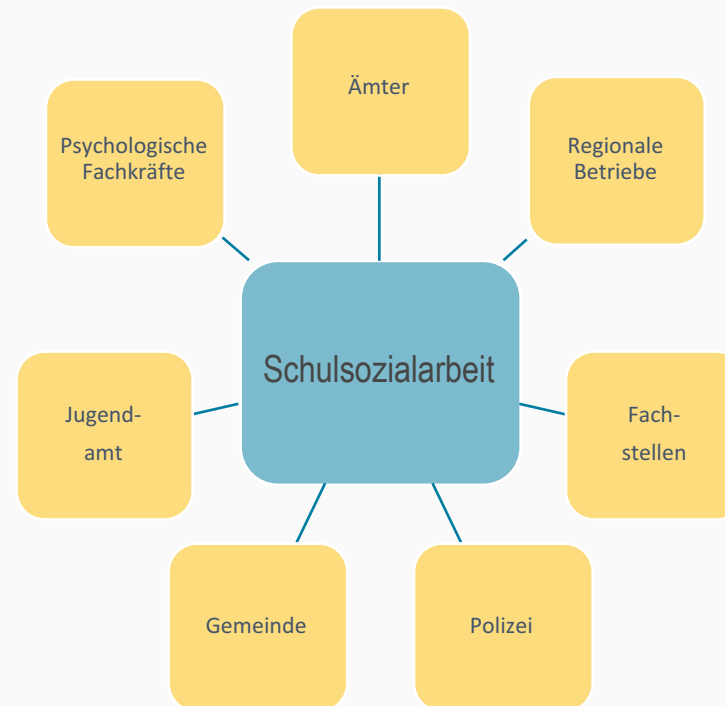 Ämter
Psychologische
Fachkräfte
Regionale
Betriebe
Schulsozialarbeit
Jugend-
amt
Fach-
stellen
Gemeinde
Polizei